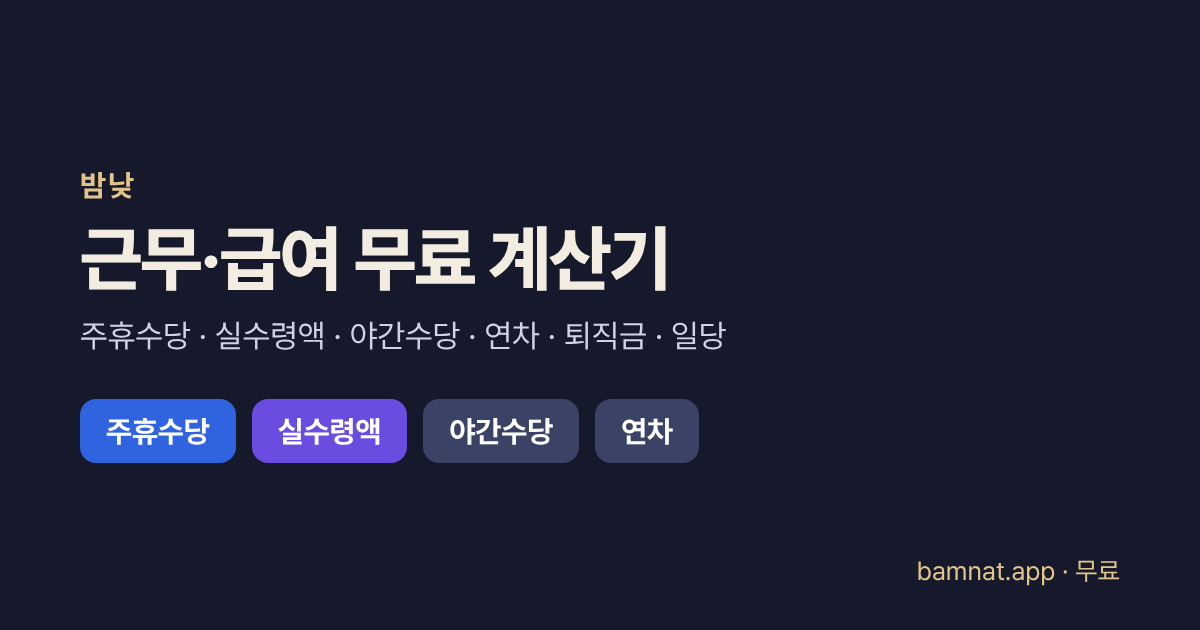 밤낮
근무·급여 무료 계산기
주휴수당 · 실수령액 · 야간수당 · 연차 · 퇴직금 · 일당
주휴수당 실수령액 야간수당 연차
bamnat.app · 무료